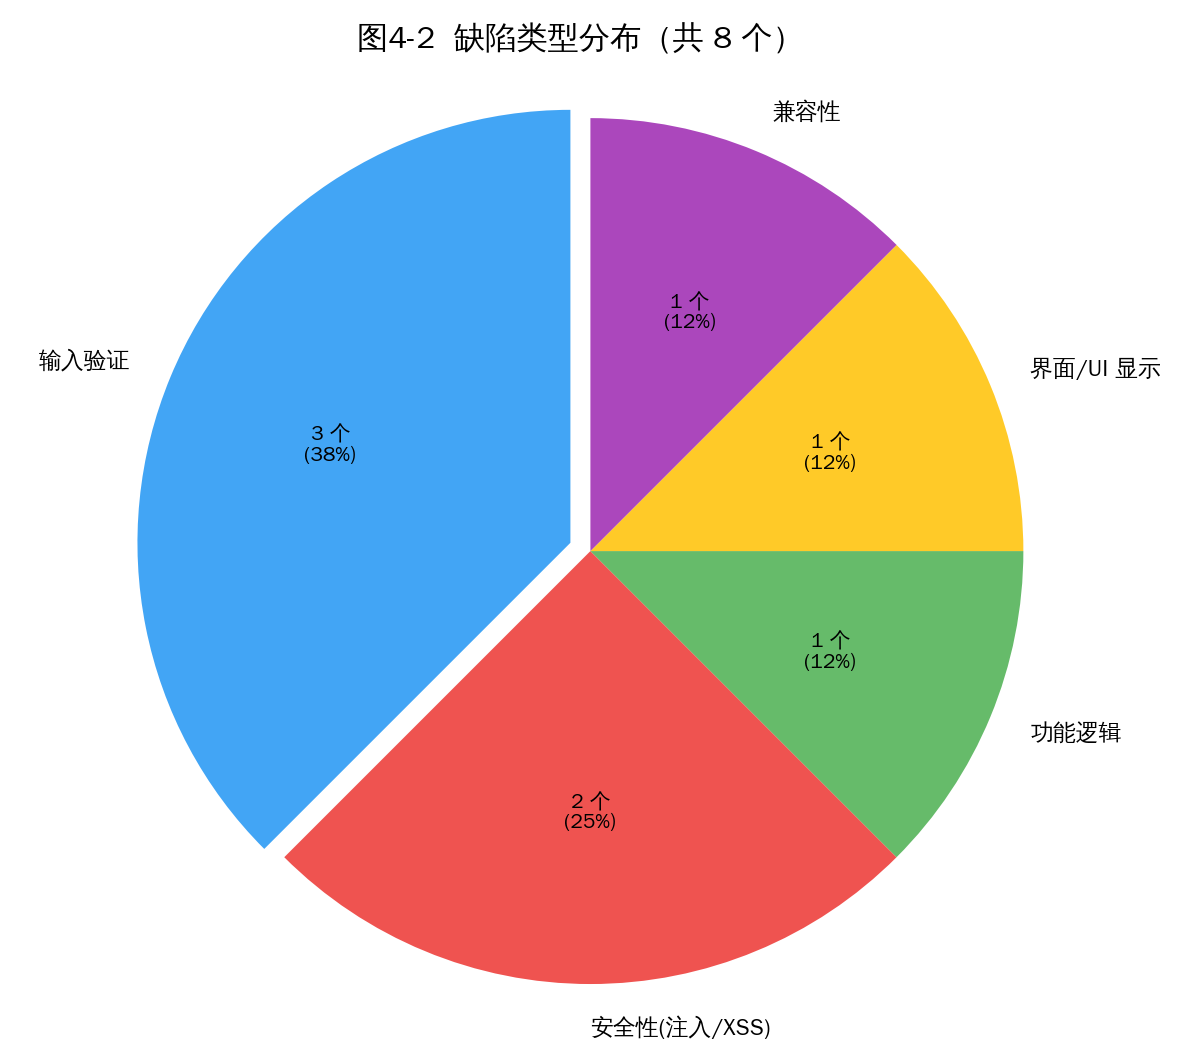 图4-2 缺陷类型分布（共 8 个）
兼容性
1 个
(12%)
输入验证
界面/UI 显示
3 个
(38%)
1 个
(12%)
1 个
(12%)
功能逻辑
2 个
(25%)
安全性(注入/XSS)